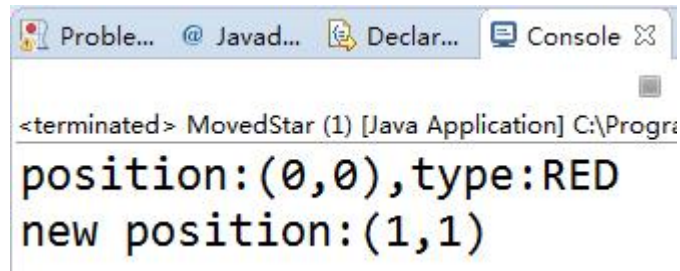 Proble... @ Javad... Declar... Console
<terminated> MovedStar (1) [Java Application] C:\Progra
position:(0,0),type:RED
new position:(1,1)